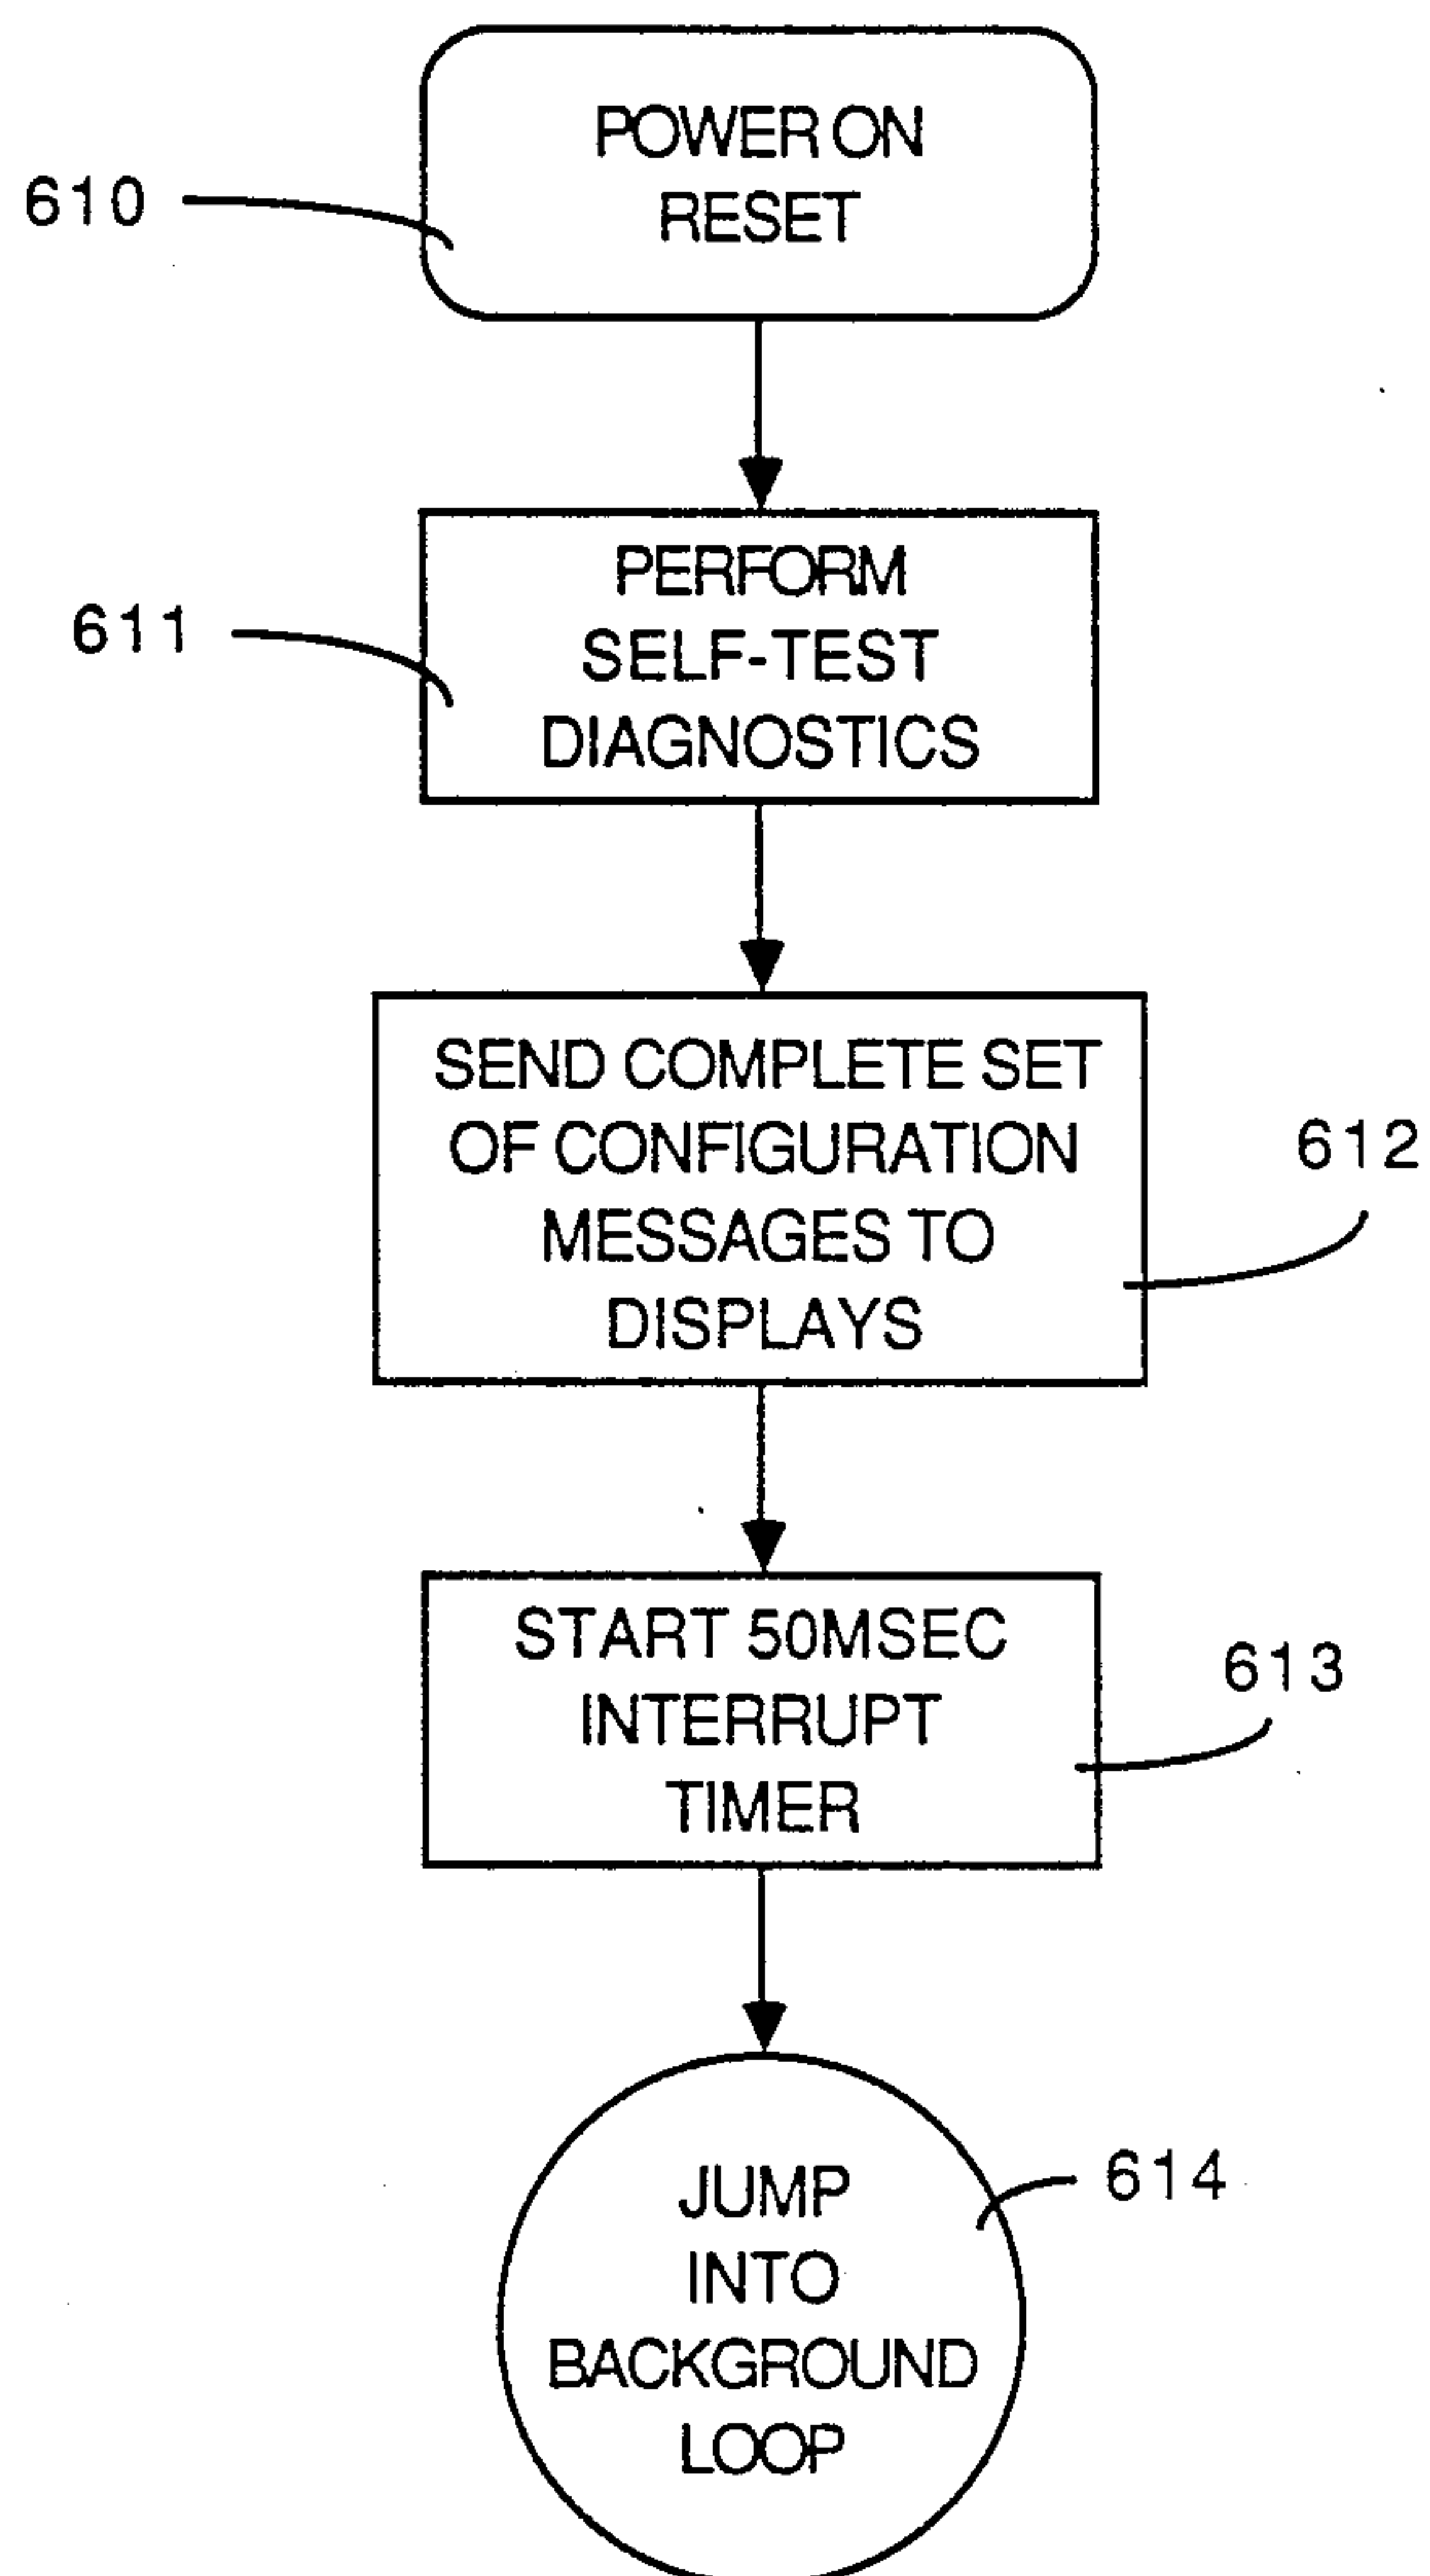 POWER ON
RESET
610
PERFORM
SELF-TEST
DIAGNOSTICS
611
SEND COMPLETE SET
OF CONFIGURATION
MESSAGES TO
DISPLAYS
612
START 50MSEC
INTERRUPT
TIMER
613
JUMP
INTO
BACKGROUND
LOOP
614